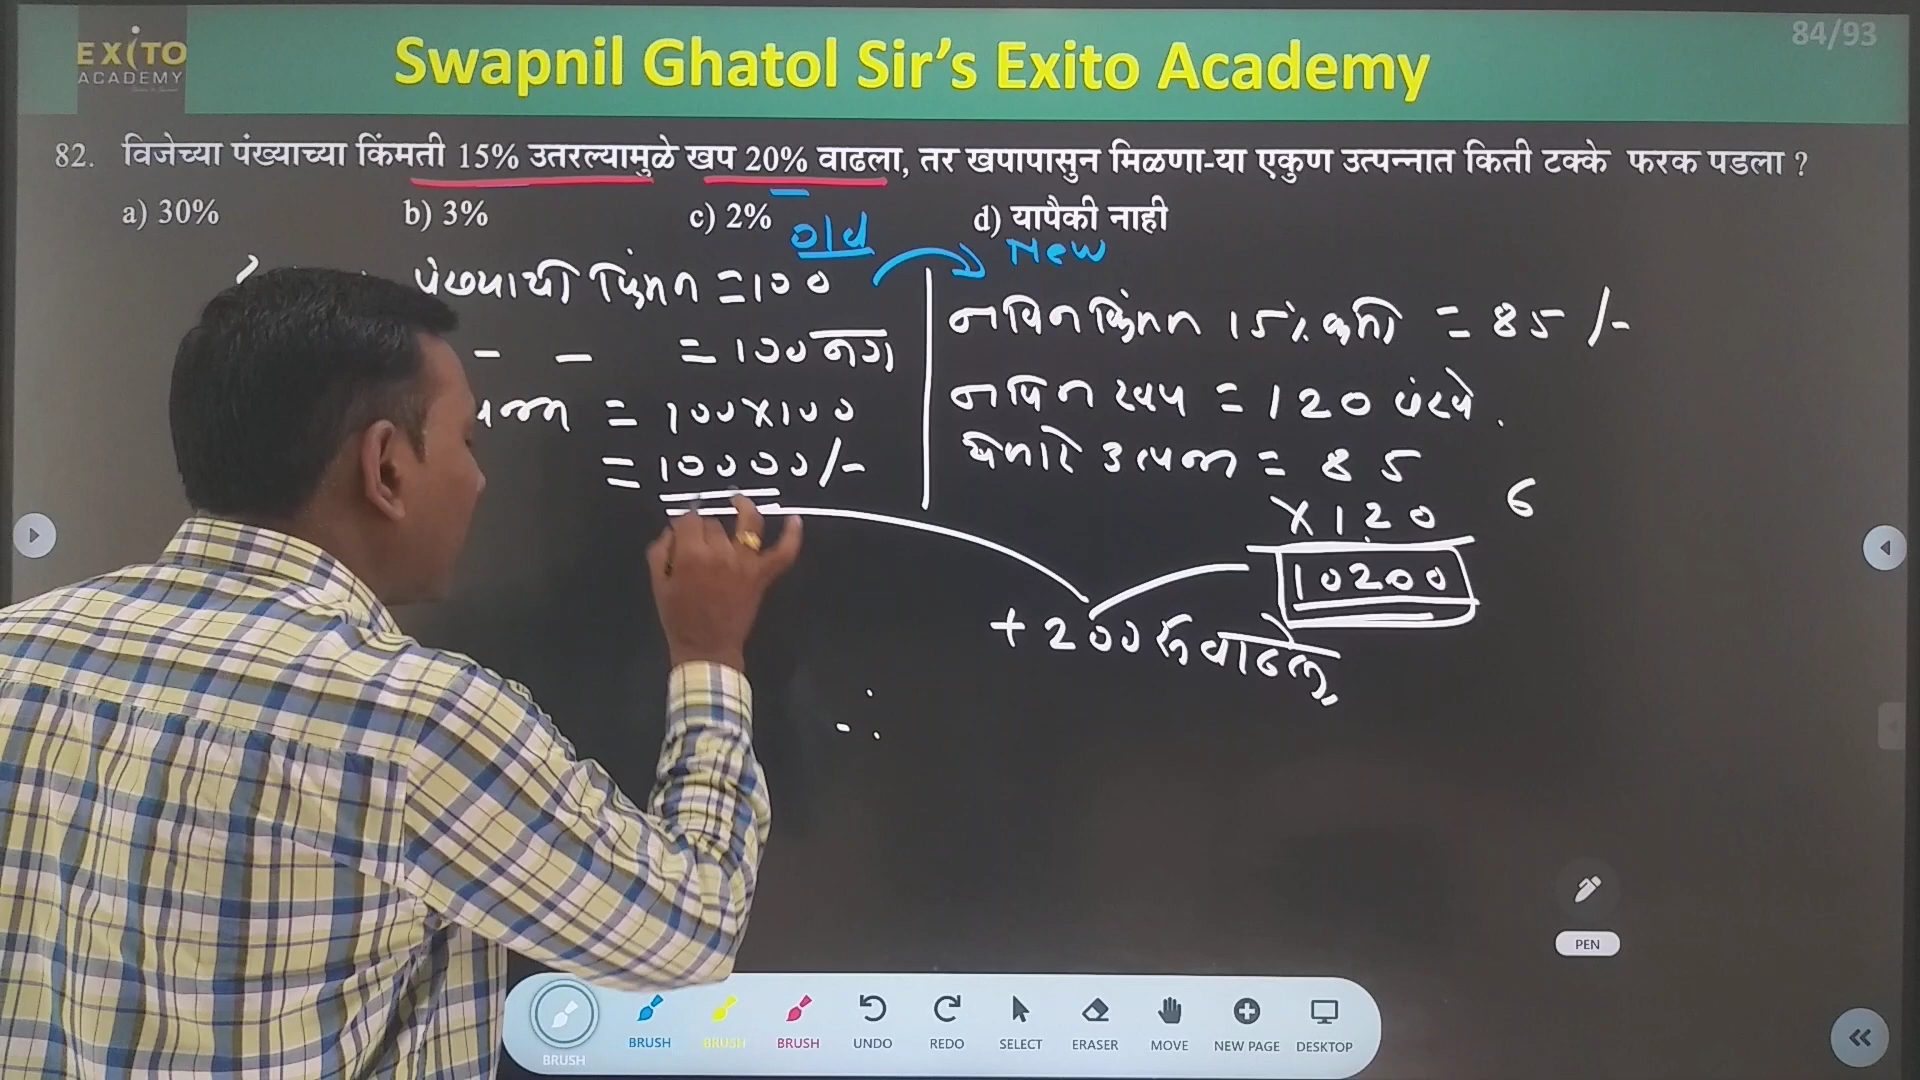 EXiTO
ACADEMY
Swapnil Ghatol Sir's Exito Academy
84/93
82. विजेच्या पंख्याच्या किंमती 15% उतरल्यामुळे खप 20% वाढला, तर खपापासुन मिळणा-या एकुण उत्पन्नात किती टक्के फरक पडला ?
a) 30% b) 3% c) 2% d) यापैकी नाही
old New
पंख्याची किंमत = 100
- - = 100 नग
= 100 x 100
= 10000/-
नविन किंमत 15% कमी = 85/-
नविन खप = 120 पंखे.
येणारे उत्पन्न = 85
x 120 6
10200
+ 200 रु वाढले
∴
PEN
BRUSH BRUSH BRUSH BRUSH UNDO REDO SELECT ERASER MOVE NEW PAGE DESKTOP